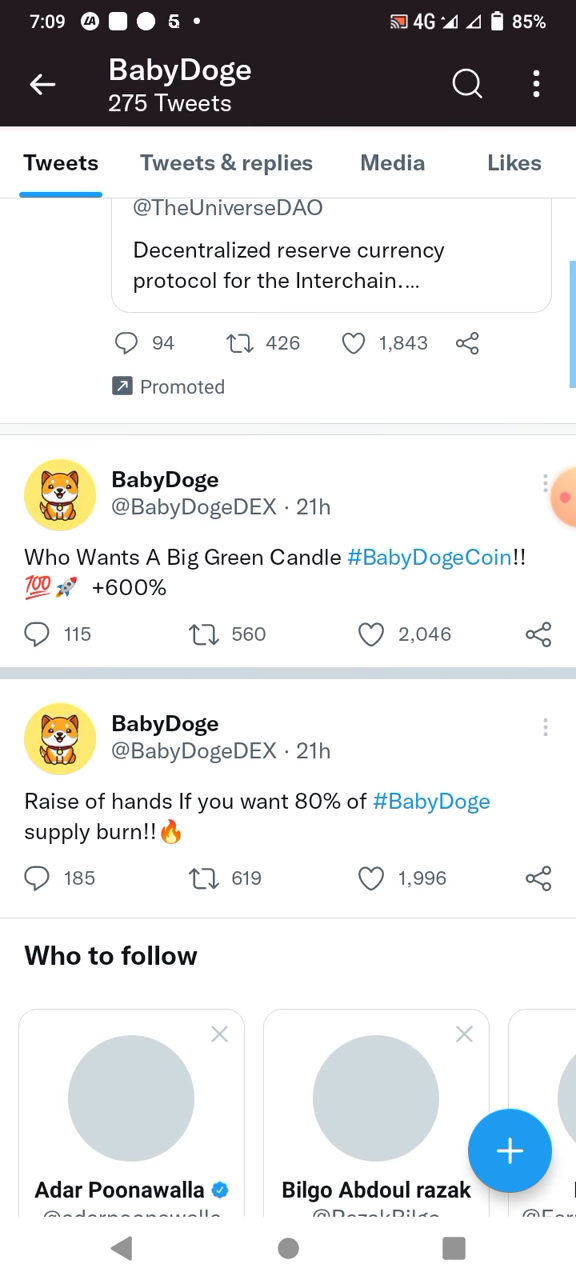 7:09 LA 5 4G 85%
BabyDoge
275 Tweets
Tweets Tweets & replies Media Likes
@TheUniverseDAO
Decentralized reserve currency
protocol for the Interchain....
94 426 1,843
Promoted
BabyDoge
@BabyDogeDEX · 21h
Who Wants A Big Green Candle #BabyDogeCoin!!
💯🚀 +600%
115 560 2,046
BabyDoge
@BabyDogeDEX · 21h
Raise of hands If you want 80% of #BabyDoge
supply burn!!🔥
185 619 1,996
Who to follow
Adar Poonawalla Bilgo Abdoul razak